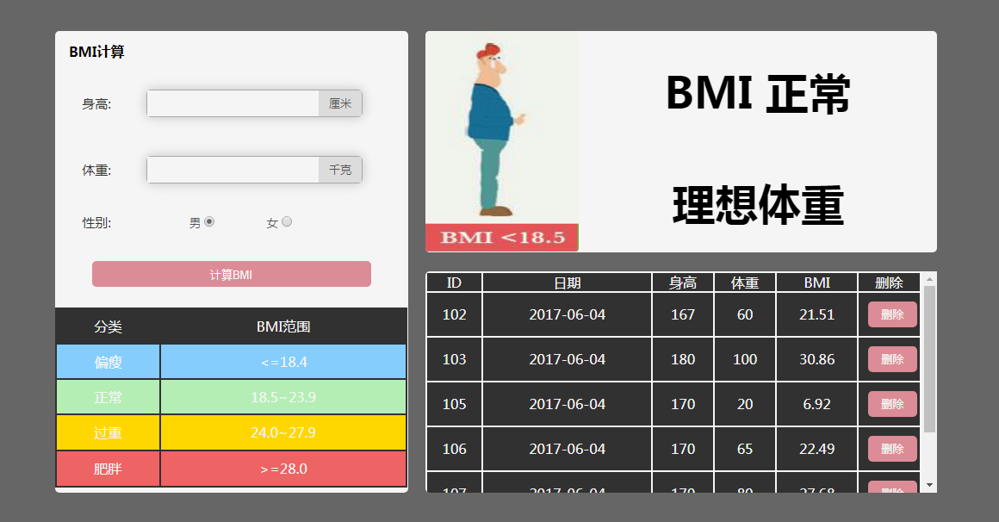 BMI计算
身高: 厘米
体重: 千克
性别: 男 女
计算BMI
分类 BMI范围
偏瘦 <=18.4
正常 18.5~23.9
过重 24.0~27.9
肥胖 >=28.0
BMI 正常
理想体重
BMI <18.5
ID 日期 身高 体重 BMI 删除
102 2017-06-04 167 60 21.51 删除
103 2017-06-04 180 100 30.86 删除
105 2017-06-04 170 20 6.92 删除
106 2017-06-04 170 65 22.49 删除
107 2017-06-04 170 80 27.68 删除